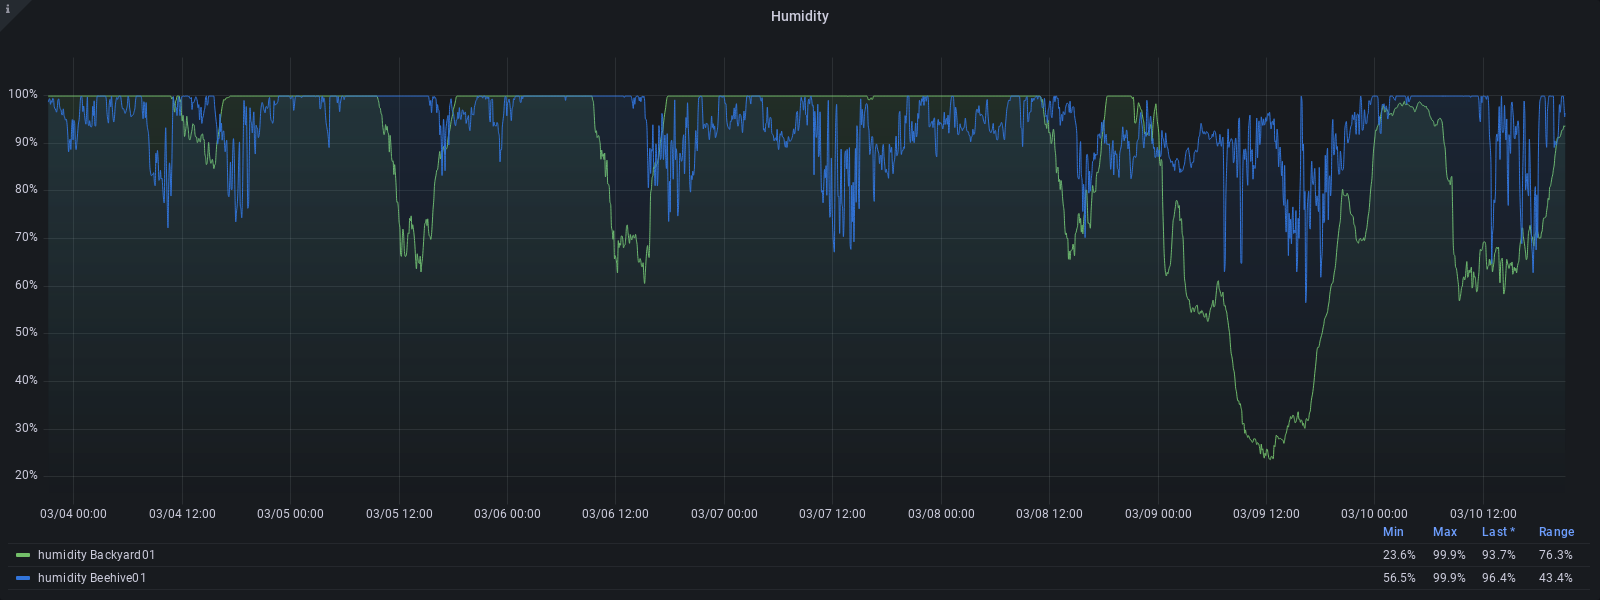 i
Humidity
100%
90%
80%
70%
60%
50%
40%
30%
20%
03/04 00:00 03/04 12:00 03/05 00:00 03/05 12:00 03/06 00:00 03/06 12:00 03/07 00:00 03/07 12:00 03/08 00:00 03/08 12:00 03/09 00:00 03/09 12:00 03/10 00:00 03/10 12:00
Min Max Last * Range
humidity Backyard01 23.6% 99.9% 93.7% 76.3%
humidity Beehive01 56.5% 99.9% 96.4% 43.4%